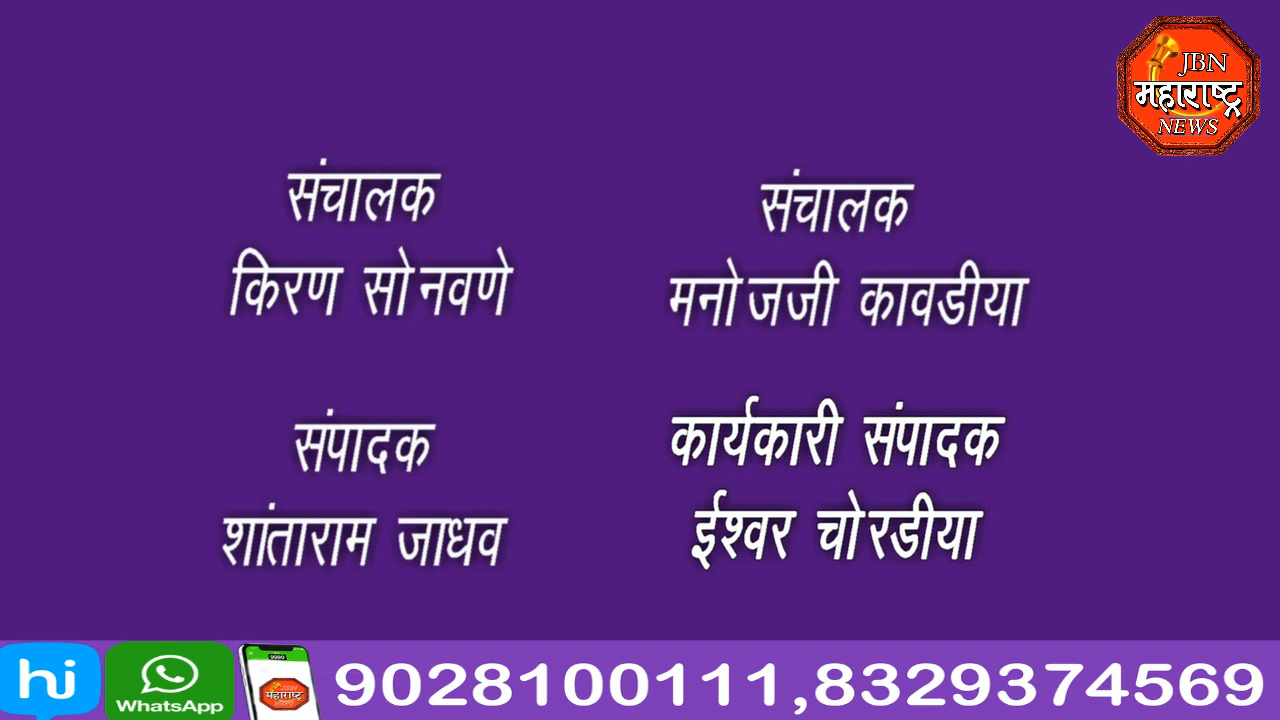 JBN
महाराष्ट्र
NEWS
संचालक
किरण सोनवणे
संचालक
मनोजजी कावडीया
संपादक
शांताराम जाधव
कार्यकारी संपादक
ईश्वर चोरडीया
hi
WhatsApp
महाराष्ट्र
9028100111,8329374569